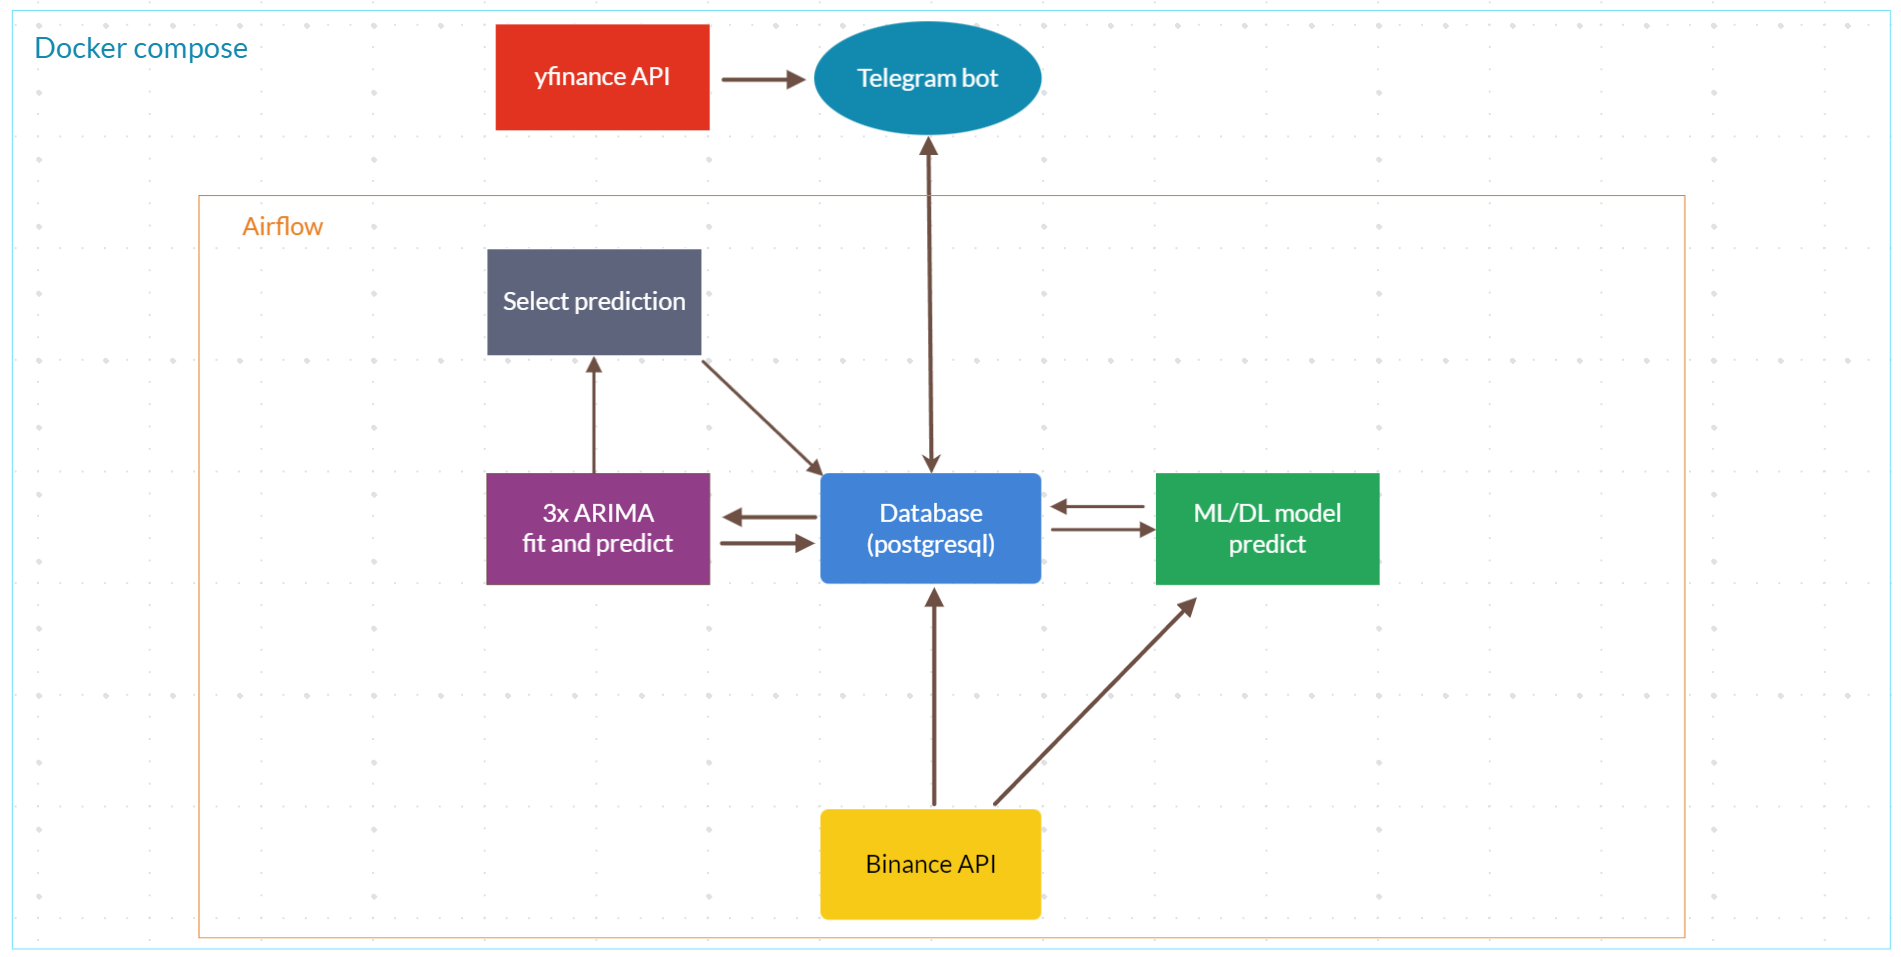 Docker compose
yfinance API
Telegram bot
Airflow
Select prediction
3x ARIMA
fit and predict
Database
(postgresql)
ML/DL model
predict
Binance API